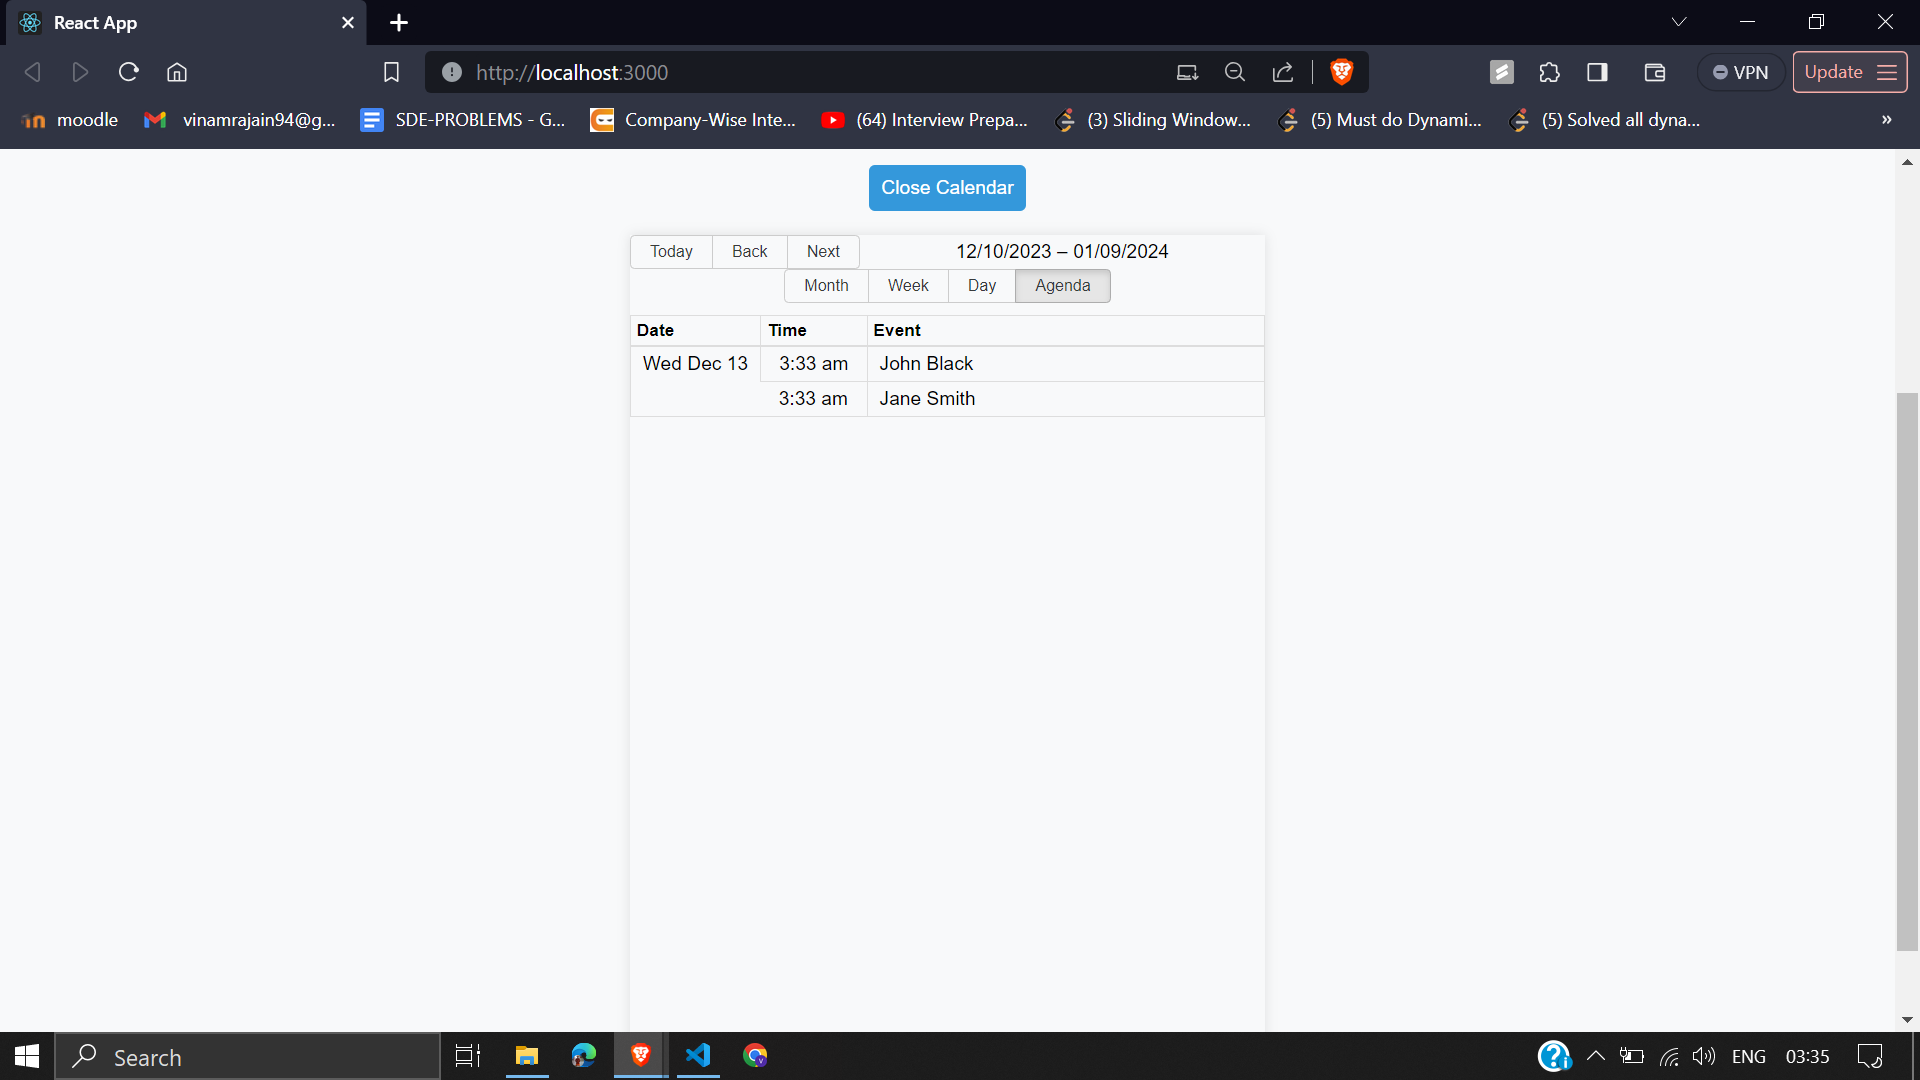 React App
http://localhost:3000
VPN
Update
moodle
vinamrajain94@g...
SDE-PROBLEMS - G...
Company-Wise Inte...
(64) Interview Prepa...
(3) Sliding Window...
(5) Must do Dynami...
(5) Solved all dyna...
»
Close Calendar
Today Back Next 12/10/2023 – 01/09/2024
Month Week Day Agenda
Date Time Event
Wed Dec 13 3:33 am John Black
3:33 am Jane Smith
Search
ENG 03:35